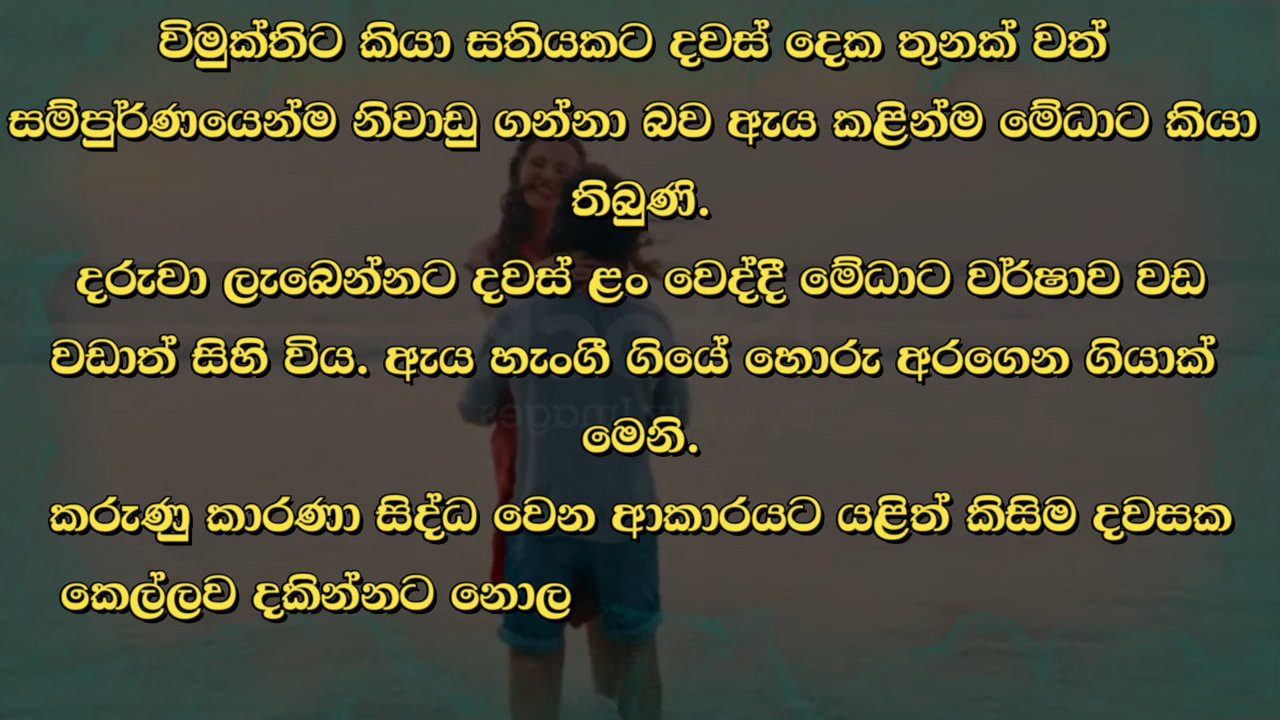 විමුක්තිට කියා සතියකට දවස් දෙක තුනක් වත්
සම්පුර්ණයෙන්ම නිවාඩු ගන්නා බව ඇය කළින්ම මේධාට කියා
තිබුණි.
දරුවා ලැබෙන්නට දවස් ළං වෙද්දී මේධාට වර්ෂාව වඩ
වඩාත් සිහි විය. ඇය හැංගී ගියේ හොරු අරගෙන ගියාක්
මෙනි.
කරුණු කාරණා සිද්ධ වෙන ආකාරයට යළිත් කිසිම දවසක
කෙල්ලව දකින්නට නොල